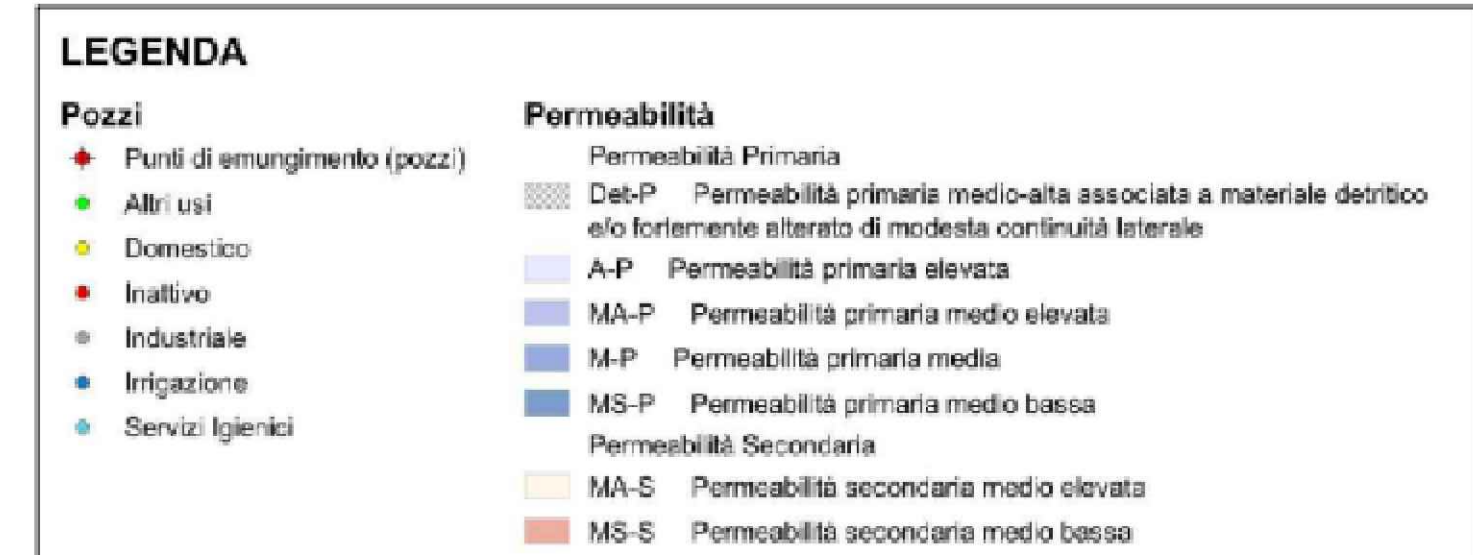 LEGENDA
Pozzi
Punti di emungimento (pozzi)
Altri usi
Domestico
Inattivo
Industriale
Irrigazione
Servizi Igienici
Permeabilità
Permeabilità Primaria
Det-P Permeabilità primaria medio-alta associata a materiale detritico
e/o fortemente alterato di modesta continuità laterale
A-P Permeabilità primaria elevata
MA-P Permeabilità primaria medio elevata
M-P Permeabilità primaria media
MS-P Permeabilità primaria medio bassa
Permeabilità Secondaria
MA-S Permeabilità secondaria medio elevata
MS-S Permeabilità secondaria medio bassa